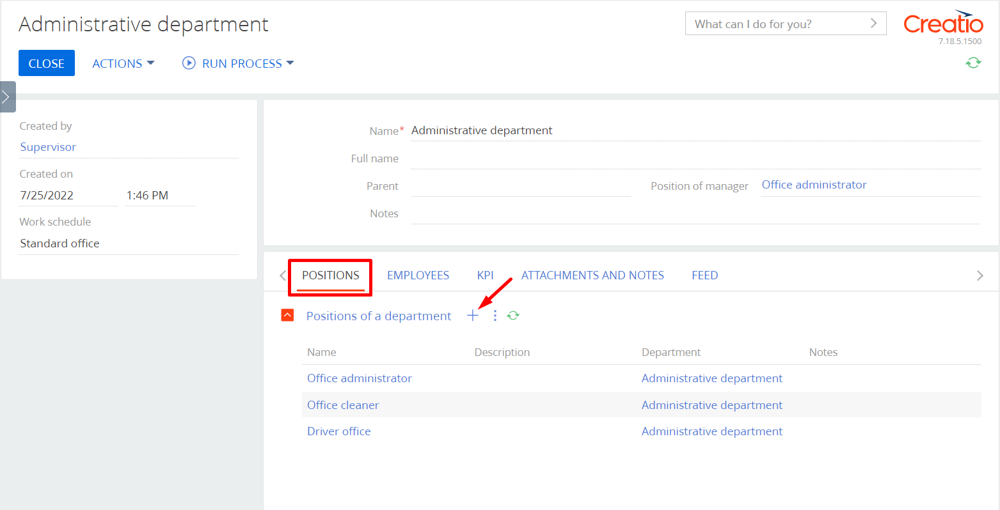 Administrative department
What can I do for you?
Creatio
7.18.5.1500
CLOSE ACTIONS RUN PROCESS
Created by
Supervisor
Created on
7/25/2022 1:46 PM
Work schedule
Standard office
Name* Administrative department
Full name
Parent Position of manager Office administrator
Notes
POSITIONS EMPLOYEES KPI ATTACHMENTS AND NOTES FEED
Positions of a department
Name Description Department Notes
Office administrator Administrative department
Office cleaner Administrative department
Driver office Administrative department